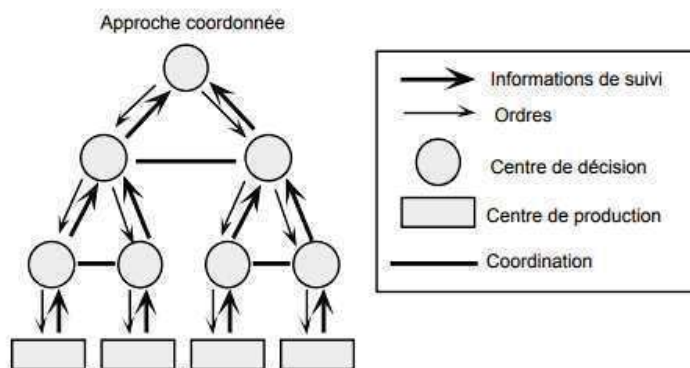 Approche coordonnée
Informations de suivi
Ordres
Centre de décision
Centre de production
Coordination